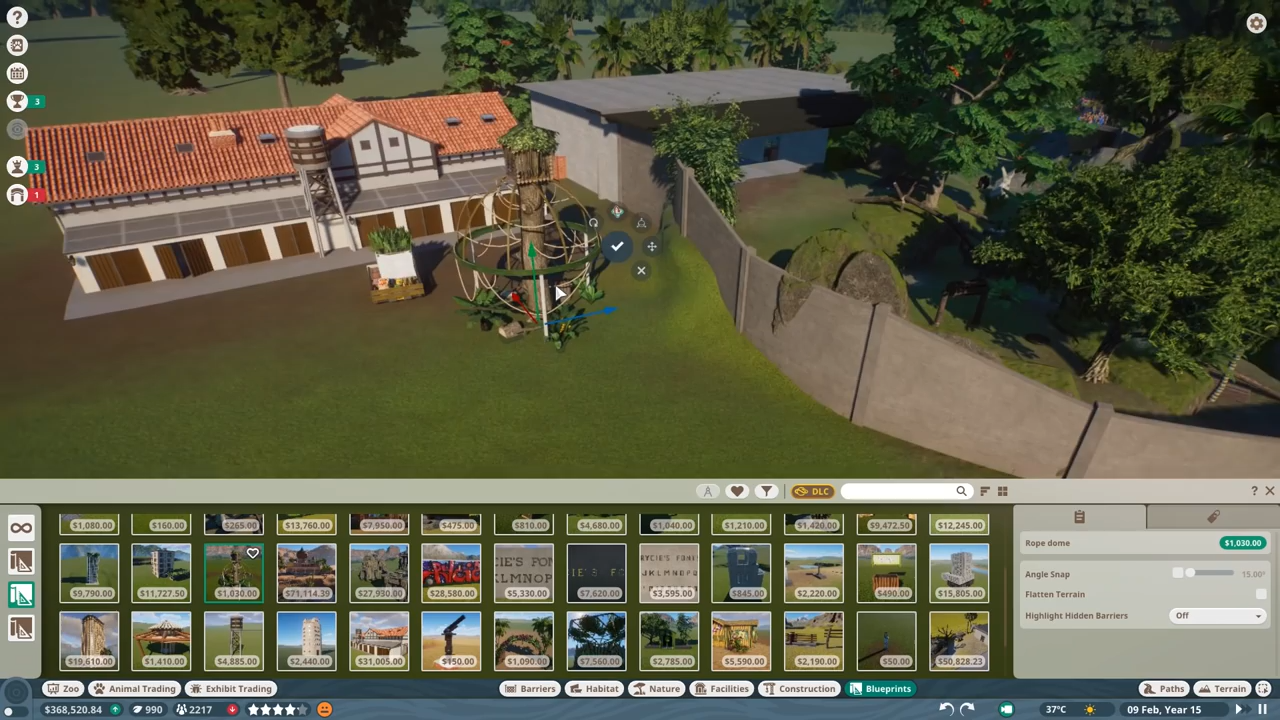 ?
3
3
1
DLC
? ×
$1,080.00 $160.00 $265.00 $13,760.00 $7,950.00 $475.00 $810.00 $4,680.00 $1,040.00 $1,210.00 $1,420.00 $9,472.50 $12,245.00
$9,790.00 $11,727.50 $1,030.00 $71,114.39 $27,930.00 $28,580.00 $5,330.00 $7,620.00 $3,595.00 $845.00 $2,220.00 $490.00 $15,805.00
$19,610.00 $1,410.00 $4,885.00 $2,440.00 $31,005.00 $150.00 $1,090.00 $7,560.00 $2,785.00 $5,590.00 $2,190.00 $50.00 $50,828.23
Rope dome $1,030.00
Angle Snap 15.00°
Flatten Terrain
Highlight Hidden Barriers Off
Zoo Animal Trading Exhibit Trading Barriers Habitat Nature Facilities Construction Blueprints Paths Terrain
$368,520.84 990 2217 37°C 09 Feb, Year 15